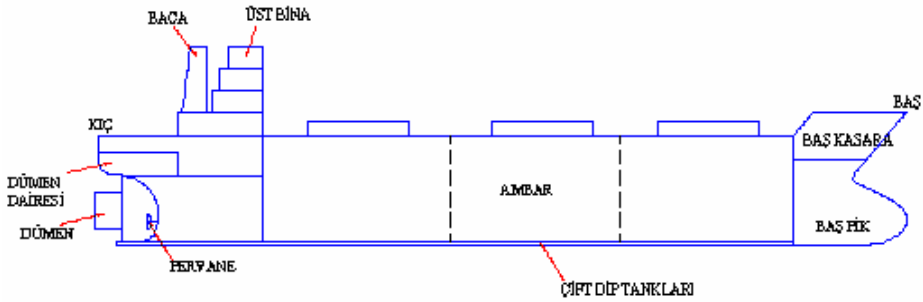 BACA
ÜST BİNA
KIÇ
BAŞ
BAŞ KASARA
DÜMEN
DAİRESİ
AMBAR
DÜMEN
BAŞ PİK
PERVANE
ÇİFT DİP TANKLARI